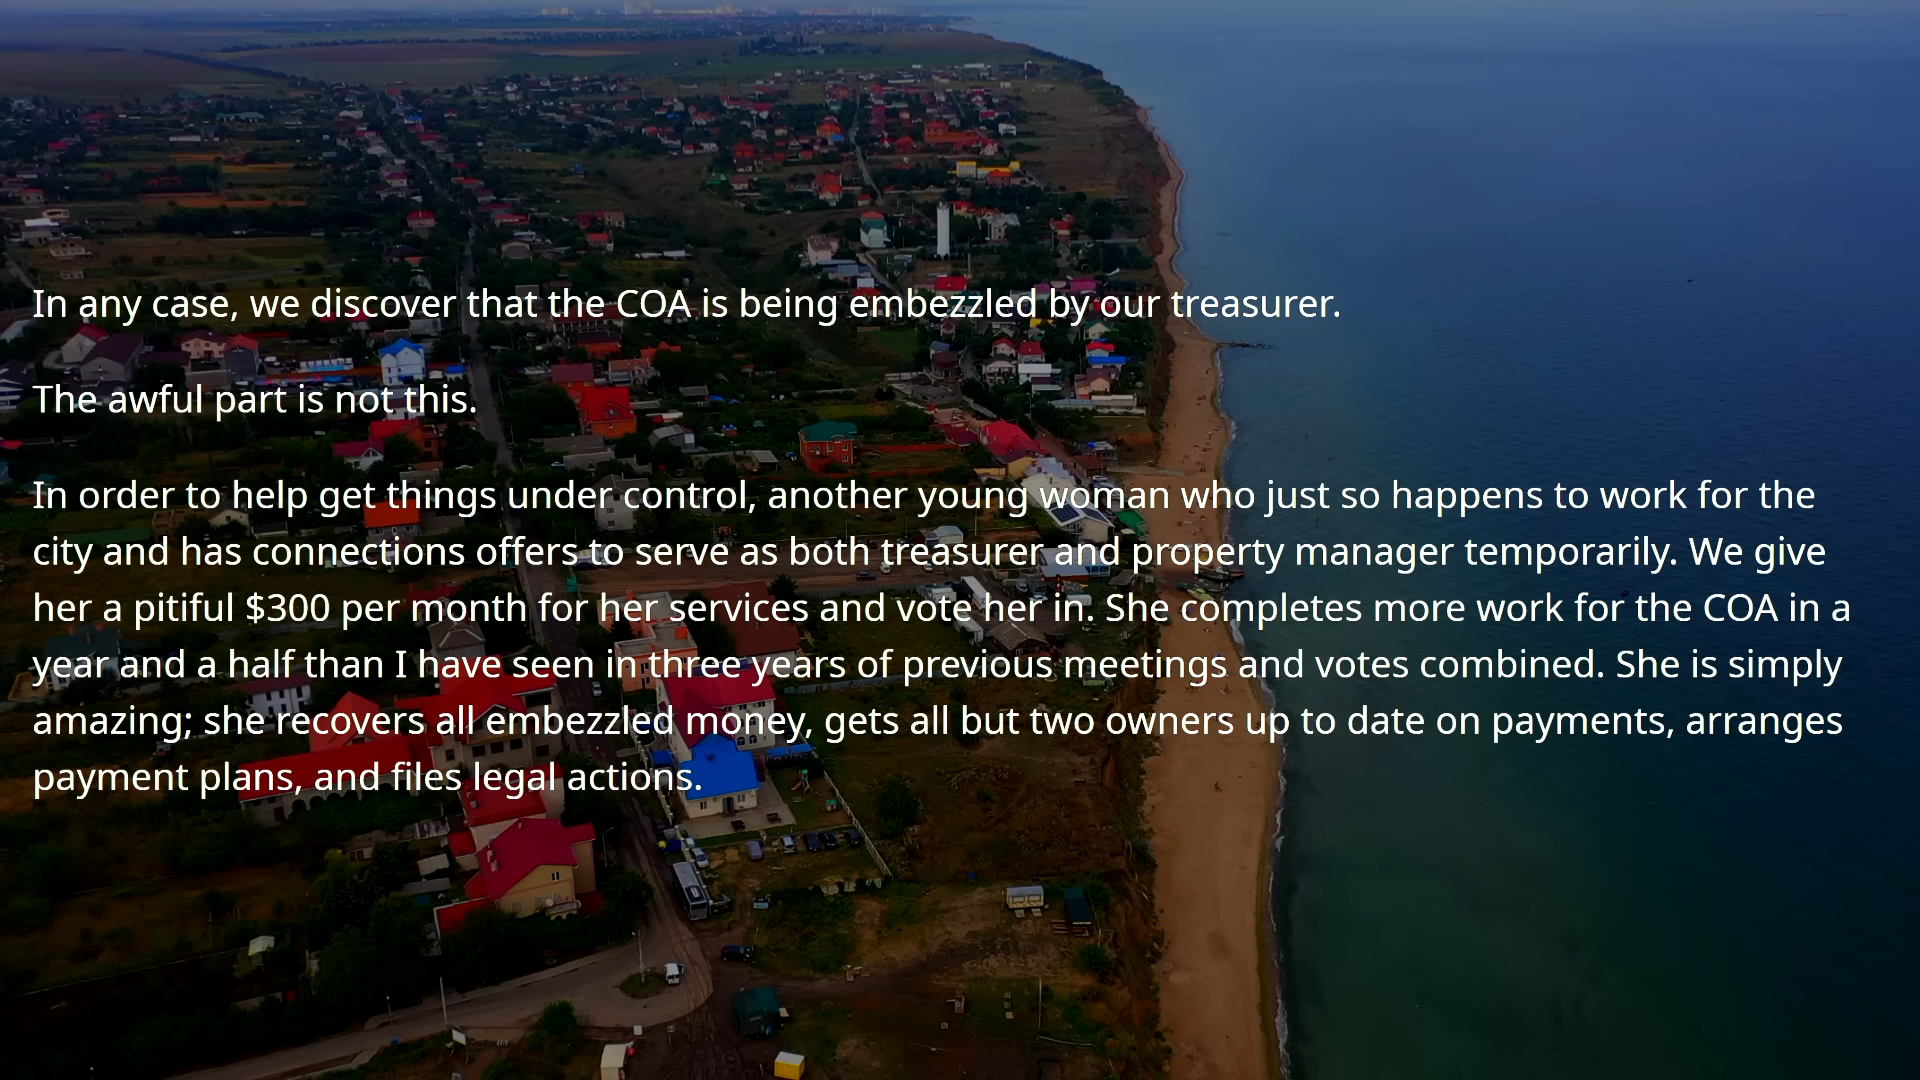 In any case, we discover that the COA is being embezzled by our treasurer.
The awful part is not this.
In order to help get things under control, another young woman who just so happens to work for the
city and has connections offers to serve as both treasurer and property manager temporarily. We give
her a pitiful $300 per month for her services and vote her in. She completes more work for the COA in a
year and a half than I have seen in three years of previous meetings and votes combined. She is simply
amazing; she recovers all embezzled money, gets all but two owners up to date on payments, arranges
payment plans, and files legal actions.